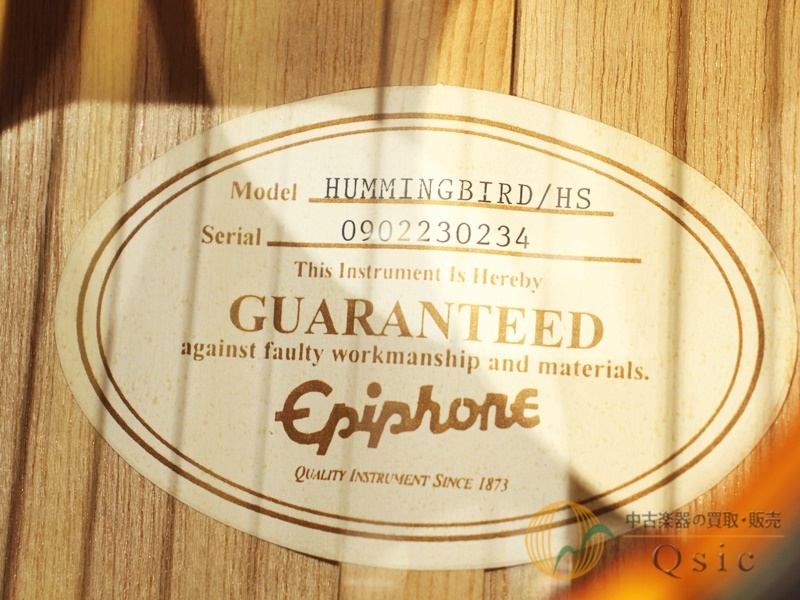 Model HUMMINGBIRD/HS
Serial 0902230234
This Instrument Is Hereby
GUARANTEED
against faulty workmanship and materials.
Epiphone
QUALITY INSTRUMENT SINCE 1873
中古楽器の買取・販売
Qsic